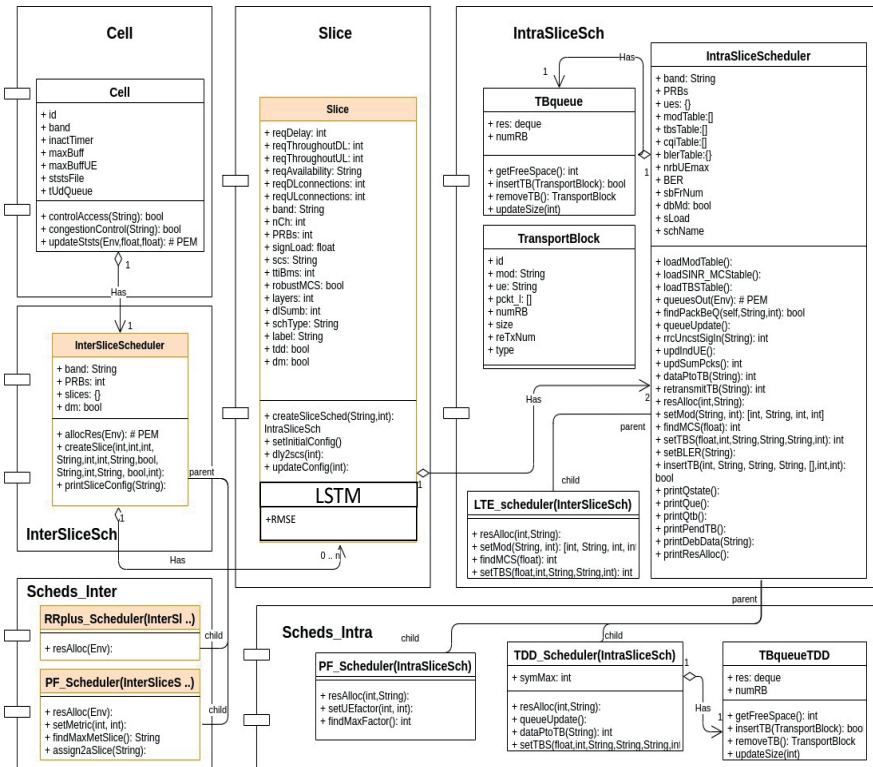 Cell
Cell
+ id
+ band
+ inactTimer
+ maxBuff
+ maxBuffUE
+ ststsFile
+ tUdQueue
+ controlAccess(String): bool
+ congestionControl(String): bool
+ updateStsts(Env,float,float): # PEM
1
Has
1
InterSliceScheduler
+ band: String
+ PRBs: int
+ slices: {}
+ dm: bool
+ allocRes(Env): # PEM
+ createSlice(int,int,int,
String,int,int,String,bool,
String,int,String, bool,int):
+ printSliceConfig(String):
parent
1
InterSliceSch
Has
0 .. n
Scheds_Inter
RRplus_Scheduler(InterSl ..)
+ resAlloc(Env):
child
PF_Scheduler(InterSliceS ..)
+ resAlloc(Env):
+ setMetric(int, int):
+ findMaxMetSlice(): String
+ assign2aSlice(String):
child
Slice
Slice
+ reqDelay: int
+ reqThroughoutDL: int
+ reqThroughoutUL: int
+ reqAvailability: String
+ reqDLconnections: int
+ reqULconnections: int
+ band: String
+ nCh: int
+ PRBs: int
+ signLoad: float
+ scs: String
+ ttiBms: int
+ robustMCS: bool
+ layers: int
+ dlSumb: int
+ schType: String
+ label: String
+ tdd: bool
+ dm: bool
+ createSliceSched(String,int):
IntraSliceSch
+ setInitialConfig()
+ dly2scs(int):
+ updateConfig(int):
LSTM
+RMSE
1
Has
2
IntraSliceSch
Has
1
TBqueue
+ res: deque
+ numRB
+ getFreeSpace(): int
+ insertTB(TransportBlock): bool
+ removeTB(): TransportBlock
+ updateSize(int)
1
TransportBlock
+ id
+ mod: String
+ ue: String
+ pckt_l: []
+ numRB
+ size
+ reTxNum
+ type
IntraSliceScheduler
+ band: String
+ PRBs
+ ues: {}
+ modTable:[]
+ tbsTable:[]
+ cqiTable:[]
+ blerTable:{}
+ nrbUEmax
+ BER
+ sbFrNum
+ dbMd: bool
+ sLoad
+ schName
+ loadModTable():
+ loadSINR_MCStable():
+ loadTBSTable():
+ queuesOut(Env): # PEM
+ findPackBeQ(self,String,int): bool
+ queueUpdate():
+ rrcUncstSigIn(String): int
+ updIndUE():
+ updSumPcks(): int
+ dataPtoTB(String): int
+ retransmitTB(String): int
+ resAlloc(int,String):
+ setMod(String, int): [int, String, int, int]
+ findMCS(float): int
+ setTBS(float,int,String,String,String,int): int
+ setBLER(String):
+ insertTB(int, String, String, String, [],int,int):
bool
+ printQstate():
+ printQue():
+ printQtb():
+ printPendTB():
+ printDebData(String):
+ printResAlloc():
parent
child
LTE_scheduler(InterSliceSch)
+ resAlloc(int,String):
+ setMod(String, int): [int, String, int, in
+ findMCS(float): int
+ setTBS(float,int,String,String,int): int
parent
Scheds_Intra
child
PF_Scheduler(IntraSliceSch)
+ resAlloc(int,String):
+ setUEfactor(int, int):
+ findMaxFactor(): int
child
TDD_Scheduler(IntraSliceSch)
+ symMax: int
+ resAlloc(int,String):
+ queueUpdate():
+ dataPtoTB(String): int
+ setTBS(float,int,String,String,String,int
1
Has
1
TBqueueTDD
+ res: deque
+ numRB
+ getFreeSpace(): int
+ insertTB(TransportBlock): boo
+ removeTB(): TransportBlock
+ updateSize(int)